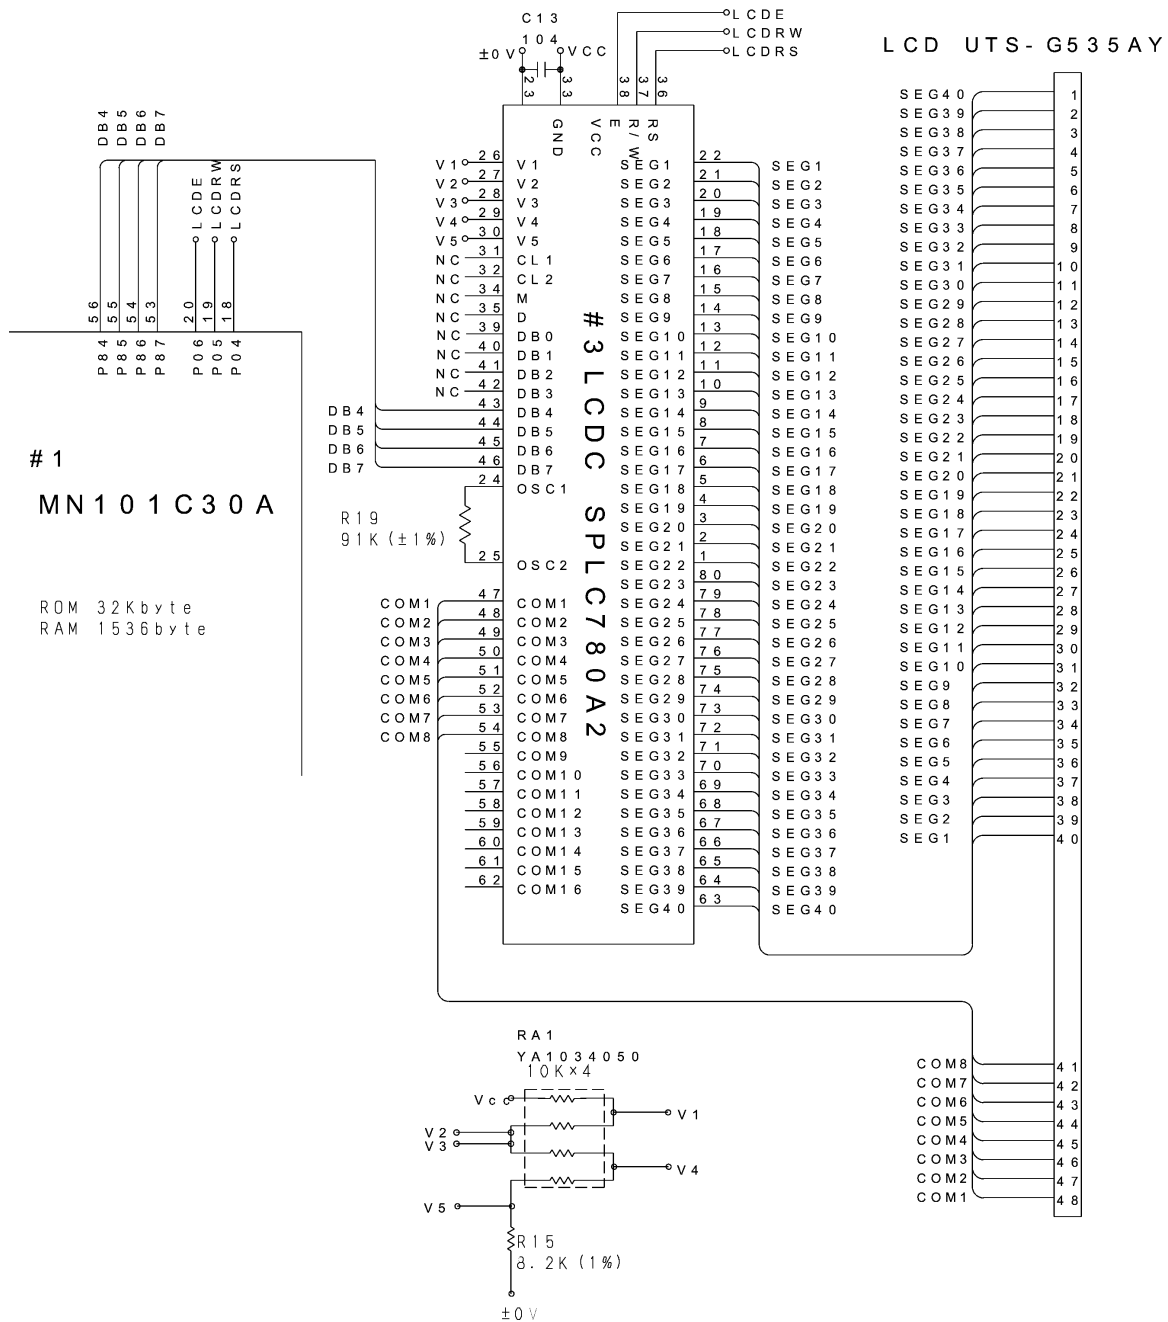 C13
104
±0V
VCC
LCDE
LCDRW
LCDRS
23
33
38
37
36
GND
VCC
E
R/W
RS
LCD UTS-G535AY
DB4
DB5
DB6
DB7
LCDE
LCDRW
LCDRS
56
55
54
53
20
19
18
P84
P85
P86
P87
P06
P05
P04
#1
MN101C30A
ROM 32Kbyte
RAM 1536byte
V1 26 V1
V2 27 V2
V3 28 V3
V4 29 V4
V5 30 V5
NC 31 CL1
NC 32 CL2
NC 34 M
NC 35 D
NC 39 DB0
NC 40 DB1
NC 41 DB2
NC 42 DB3
DB4 43 DB4
DB5 44 DB5
DB6 45 DB6
DB7 46 DB7
24 OSC1
R19
91K(±1%)
25 OSC2
COM1 47 COM1
COM2 48 COM2
COM3 49 COM3
COM4 50 COM4
COM5 51 COM5
COM6 52 COM6
COM7 53 COM7
COM8 54 COM8
55 COM9
56 COM10
57 COM11
58 COM12
59 COM13
60 COM14
61 COM15
62 COM16
#3LCDC SPLC780A2
SEG1 22 SEG1
SEG2 21 SEG2
SEG3 20 SEG3
SEG4 19 SEG4
SEG5 18 SEG5
SEG6 17 SEG6
SEG7 16 SEG7
SEG8 15 SEG8
SEG9 14 SEG9
SEG10 13 SEG10
SEG11 12 SEG11
SEG12 11 SEG12
SEG13 10 SEG13
SEG14 9 SEG14
SEG15 8 SEG15
SEG16 7 SEG16
SEG17 6 SEG17
SEG18 5 SEG18
SEG19 4 SEG19
SEG20 3 SEG20
SEG21 2 SEG21
SEG22 1 SEG22
SEG23 80 SEG23
SEG24 79 SEG24
SEG25 78 SEG25
SEG26 77 SEG26
SEG27 76 SEG27
SEG28 75 SEG28
SEG29 74 SEG29
SEG30 73 SEG30
SEG31 72 SEG31
SEG32 71 SEG32
SEG33 70 SEG33
SEG34 69 SEG34
SEG35 68 SEG35
SEG36 67 SEG36
SEG37 66 SEG37
SEG38 65 SEG38
SEG39 64 SEG39
SEG40 63 SEG40
SEG40 1
SEG39 2
SEG38 3
SEG37 4
SEG36 5
SEG35 6
SEG34 7
SEG33 8
SEG32 9
SEG31 10
SEG30 11
SEG29 12
SEG28 13
SEG27 14
SEG26 15
SEG25 16
SEG24 17
SEG23 18
SEG22 19
SEG21 20
SEG20 21
SEG19 22
SEG18 23
SEG17 24
SEG16 25
SEG15 26
SEG14 27
SEG13 28
SEG12 29
SEG11 30
SEG10 31
SEG9 32
SEG8 33
SEG7 34
SEG6 35
SEG5 36
SEG4 37
SEG3 38
SEG2 39
SEG1 40
COM8 41
COM7 42
COM6 43
COM5 44
COM4 45
COM3 46
COM2 47
COM1 48
RA1
YA1034050
10K×4
Vcc
V1
V2
V3
V4
V5
R15
8.2K(1%)
±0V